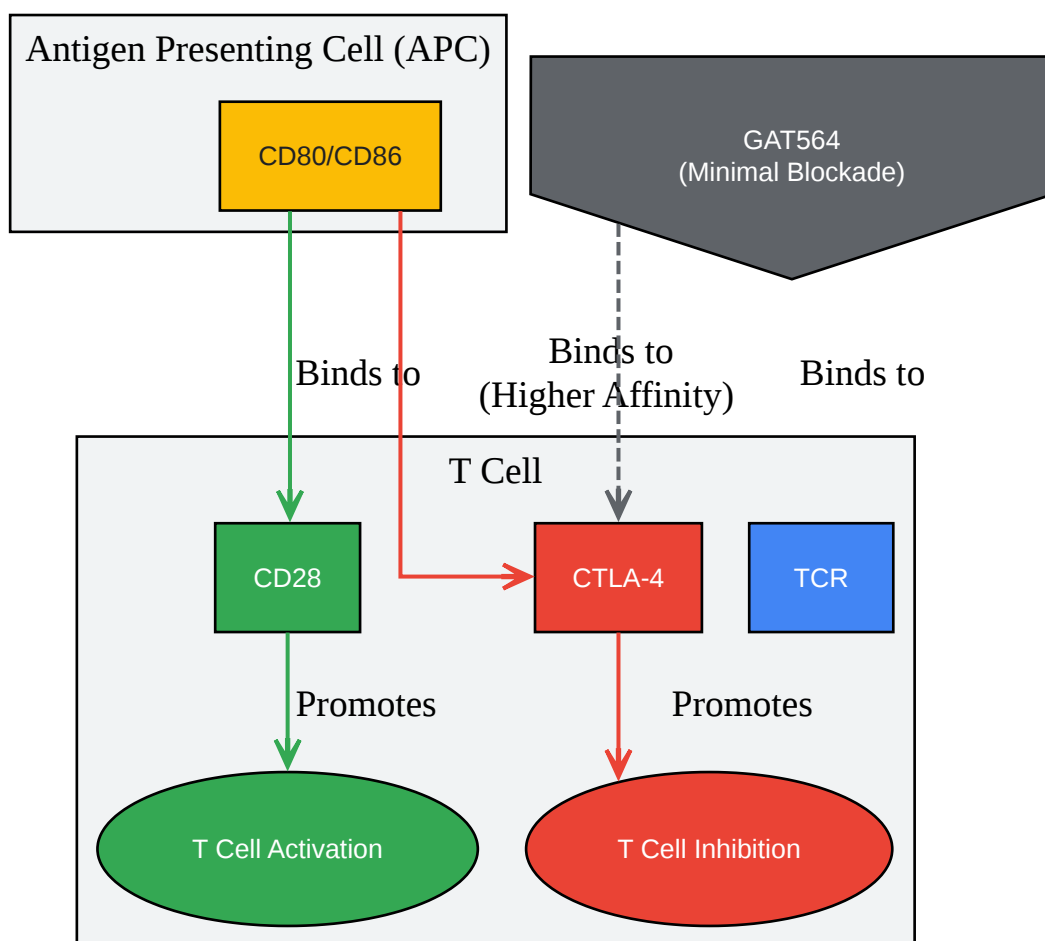 Antigen Presenting Cell (APC)
CD80/CD86
GAT564
(Minimal Blockade)
Binds to
Binds to
(Higher Affinity)
Binds to
T Cell
CD28
CTLA-4
TCR
Promotes
Promotes
T Cell Activation
T Cell Inhibition